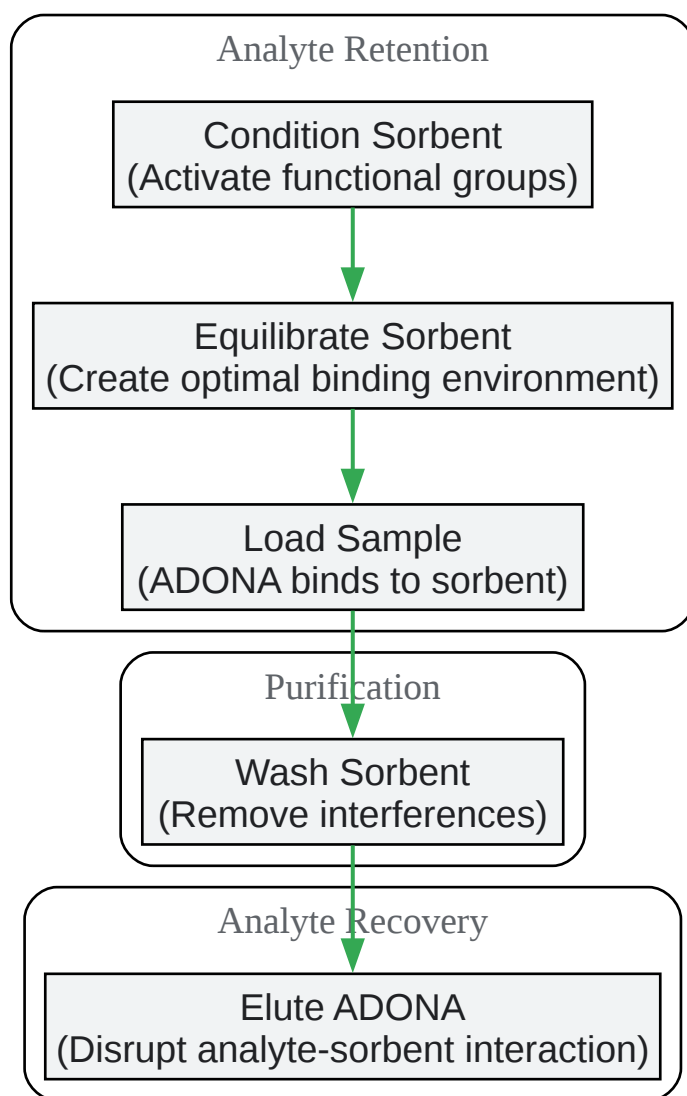 Analyte Retention
Condition Sorbent
(Activate functional groups)
Equilibrate Sorbent
(Create optimal binding environment)
Load Sample
(ADONA binds to sorbent)
Purification
Wash Sorbent
(Remove interferences)
Analyte Recovery
Elute ADONA
(Disrupt analyte-sorbent interaction)